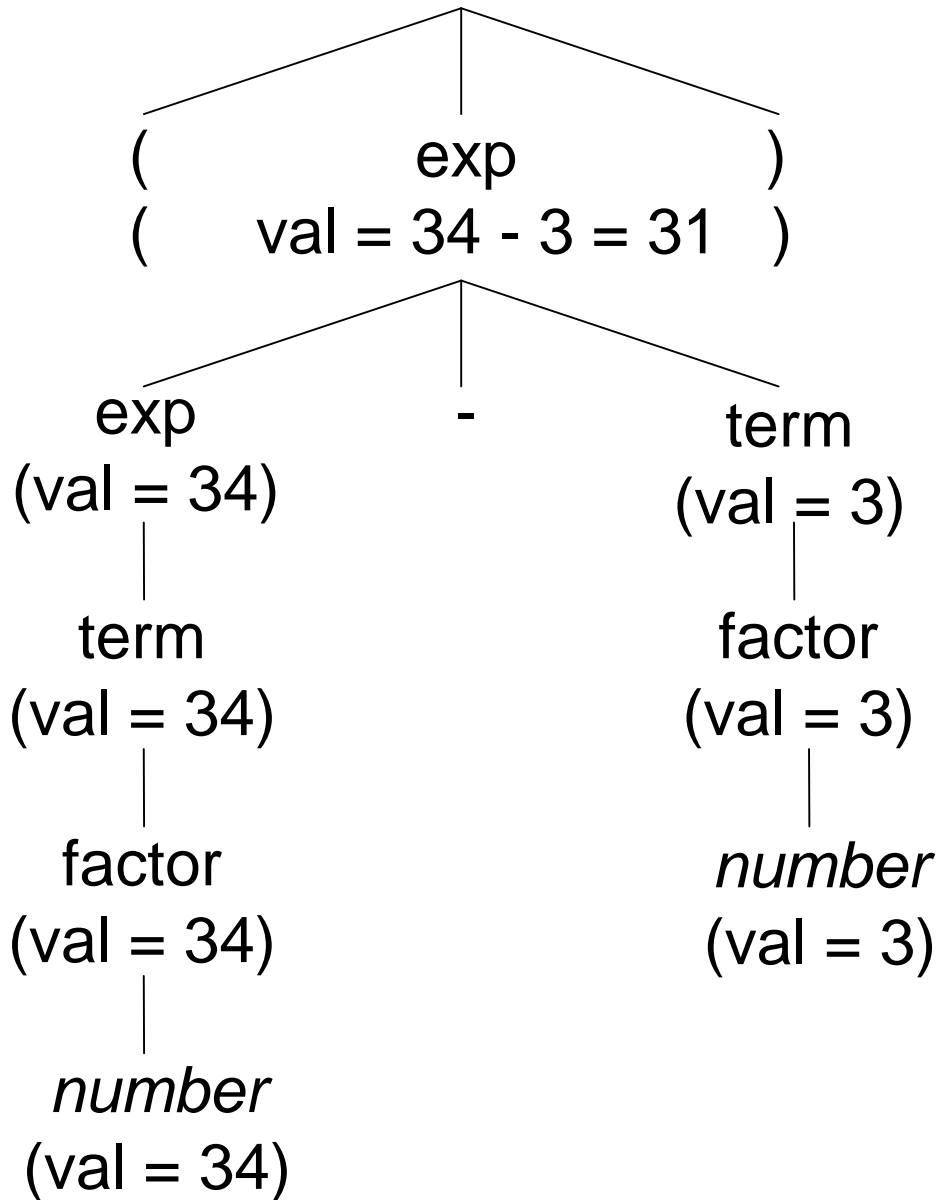 ( exp )
( val = 34 - 3 = 31 )
exp - term
(val = 34) (val = 3)
term factor
(val = 34) (val = 3)
factor number
(val = 34) (val = 3)
number
(val = 34)